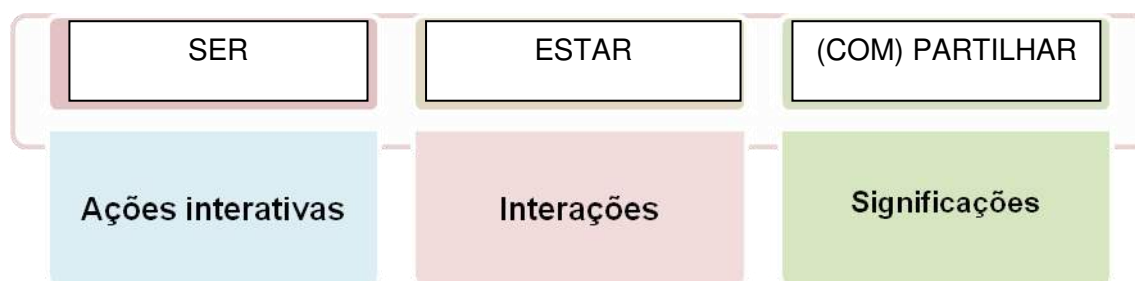 SER
ESTAR
(COM) PARTILHAR
Ações interativas
Interações
Significações